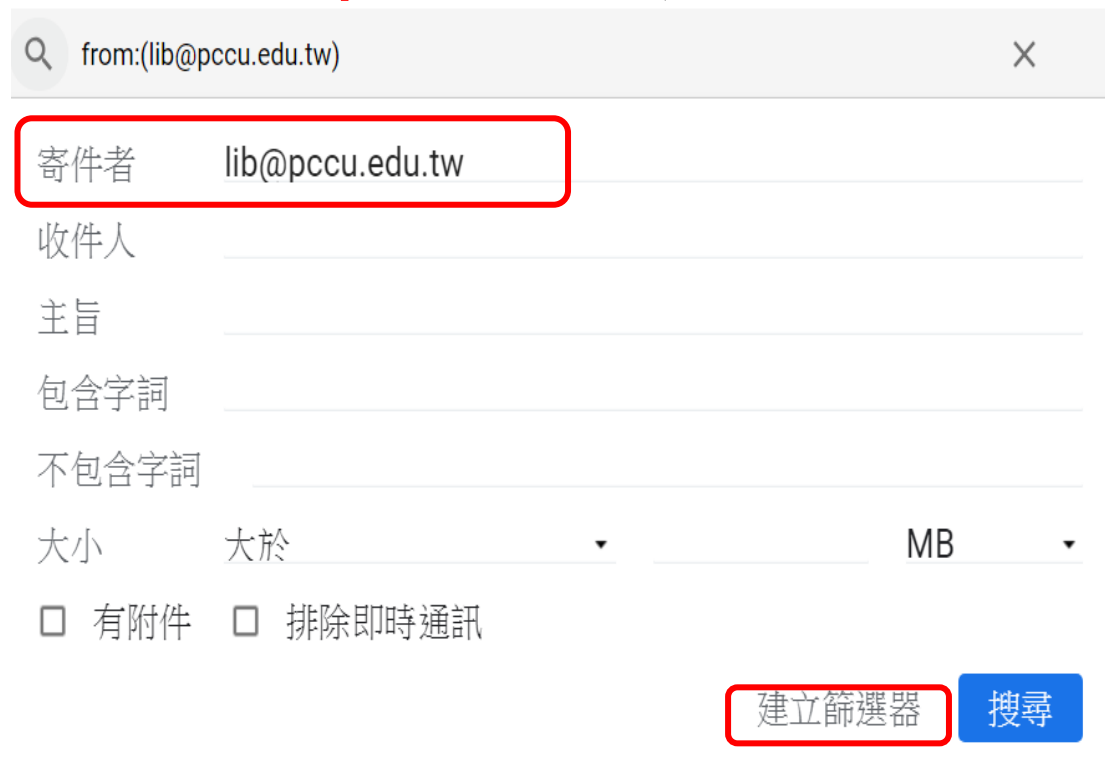 from:(lib@pccu.edu.tw)
寄件者 lib@pccu.edu.tw
收件人
主旨
包含字詞
不包含字詞
大小 大於 MB
有附件 排除即時通訊
建立篩選器 搜尋